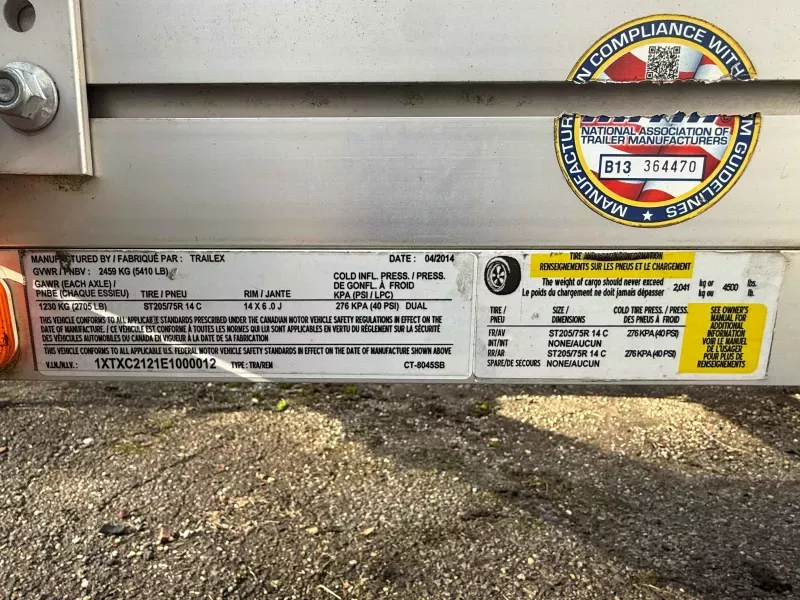 N COMPLIANCE WITH
NATIONAL ASSOCIATION OF
TRAILER MANUFACTURERS
B13 364470
MANUFACTUR
M GUIDELINES
MANUFACTURED BY / FABRIQUÉ PAR : TRAILEX DATE : 04/2014
GVWR / PNBV : 2459 KG (5410 LB)
GAWR (EACH AXLE) / COLD INFL. PRESS. / PRESS.
PNBE (CHAQUE ESSIEU) TIRE / PNEU RIM / JANTE DE GONFL. À FROID
KPA (PSI / LPC)
1230 KG (2705 LB) ST205/75R 14 C 14 X 6 .0 J 276 KPA (40 PSI) DUAL
THIS VEHICLE CONFORMS TO ALL APPLICABLE STANDARDS PRESCRIBED UNDER THE CANADIAN MOTOR VEHICLE SAFETY REGULATIONS IN EFFECT ON THE
DATE OF MANUFACTURE. / CE VÉHICULE EST CONFORME À TOUTES LES NORMES QUI LUI SONT APPLICABLES EN VERTU DU RÈGLEMENT SUR LA SÉCURITÉ
DES VÉHICULES AUTOMOBILES DU CANADA EN VIGUEUR À LA DATE DE SA FABRICATION
THIS VEHICLE CONFORMS TO ALL APPLICABLE U.S. FEDERAL MOTOR VEHICLE SAFETY STANDARDS IN EFFECT ON THE DATE OF MANUFACTURE SHOWN ABOVE
V.I.N./N.I.V.: 1XTXC2121E1000012 TYPE : TRA/REM CT-8045SB
TIRE AND LOADING INFORMATION
RENSEIGNEMENTS SUR LES PNEUS ET LE CHARGEMENT
The weight of cargo should never exceed 2,041 kg or 4500 lbs.
Le poids du chargement ne doit jamais dépasser kg ou lb.
TIRE / SIZE / COLD TIRE PRESS. / PRESS.
PNEU DIMENSIONS DES PNEUS À FROID
FR/AV ST205/75R 14 C 276 KPA (40 PSI)
INT/INT NONE/AUCUN
RR/AR ST205/75R 14 C 276 KPA (40 PSI)
SPARE/DE SECOURS NONE/AUCUN
SEE OWNER'S
MANUAL FOR
ADDITIONAL
INFORMATION
VOIR LE MANUEL
DE L'USAGER
POUR PLUS DE
RENSEIGNEMENTS